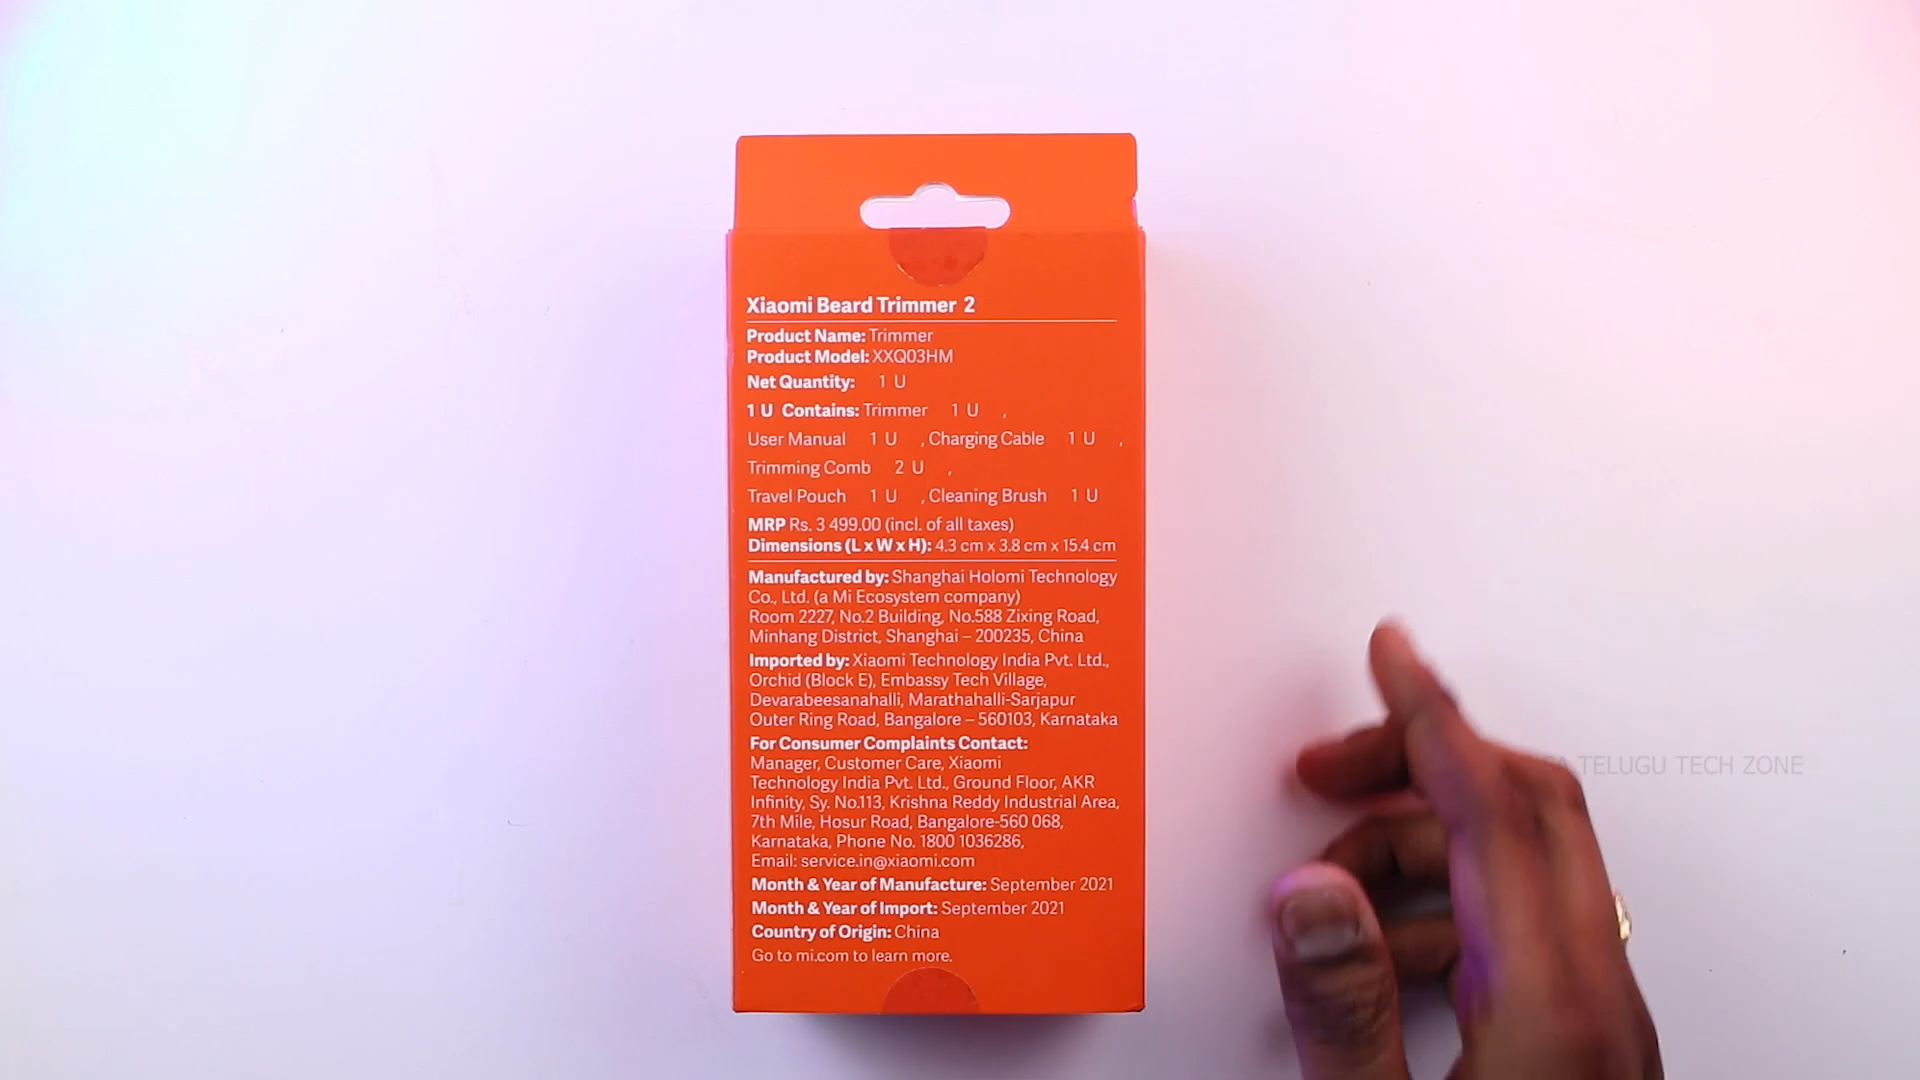 Xiaomi Beard Trimmer 2
Product Name: Trimmer
Product Model: XXQ03HM
Net Quantity: 1 U
1 U Contains: Trimmer 1 U ,
User Manual 1 U , Charging Cable 1 U ,
Trimming Comb 2 U ,
Travel Pouch 1 U , Cleaning Brush 1 U
MRP Rs. 3 499.00 (incl. of all taxes)
Dimensions (L x W x H): 4.3 cm x 3.8 cm x 15.4 cm
Manufactured by: Shanghai Holomi Technology
Co., Ltd. (a Mi Ecosystem company)
Room 2227, No.2 Building, No.588 Zixing Road,
Minhang District, Shanghai – 200235, China
Imported by: Xiaomi Technology India Pvt. Ltd.,
Orchid (Block E), Embassy Tech Village,
Devarabeesanahalli, Marathahalli-Sarjapur
Outer Ring Road, Bangalore – 560103, Karnataka
For Consumer Complaints Contact:
Manager, Customer Care, Xiaomi
Technology India Pvt. Ltd., Ground Floor, AKR
Infinity, Sy. No.113, Krishna Reddy Industrial Area,
7th Mile, Hosur Road, Bangalore-560 068,
Karnataka, Phone No. 1800 1036286,
Email: service.in@xiaomi.com
Month & Year of Manufacture: September 2021
Month & Year of Import: September 2021
Country of Origin: China
Go to mi.com to learn more.
TELUGU TECH ZONE